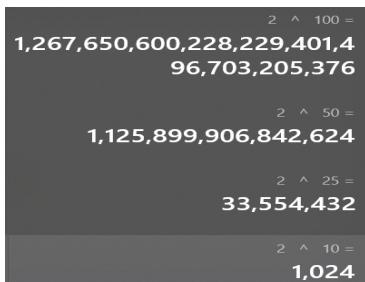 2 ^ 100 =
1,267,650,600,228,229,401,4
96,703,205,376
2 ^ 50 =
1,125,899,906,842,624
2 ^ 25 =
33,554,432
2 ^ 10 =
1,024